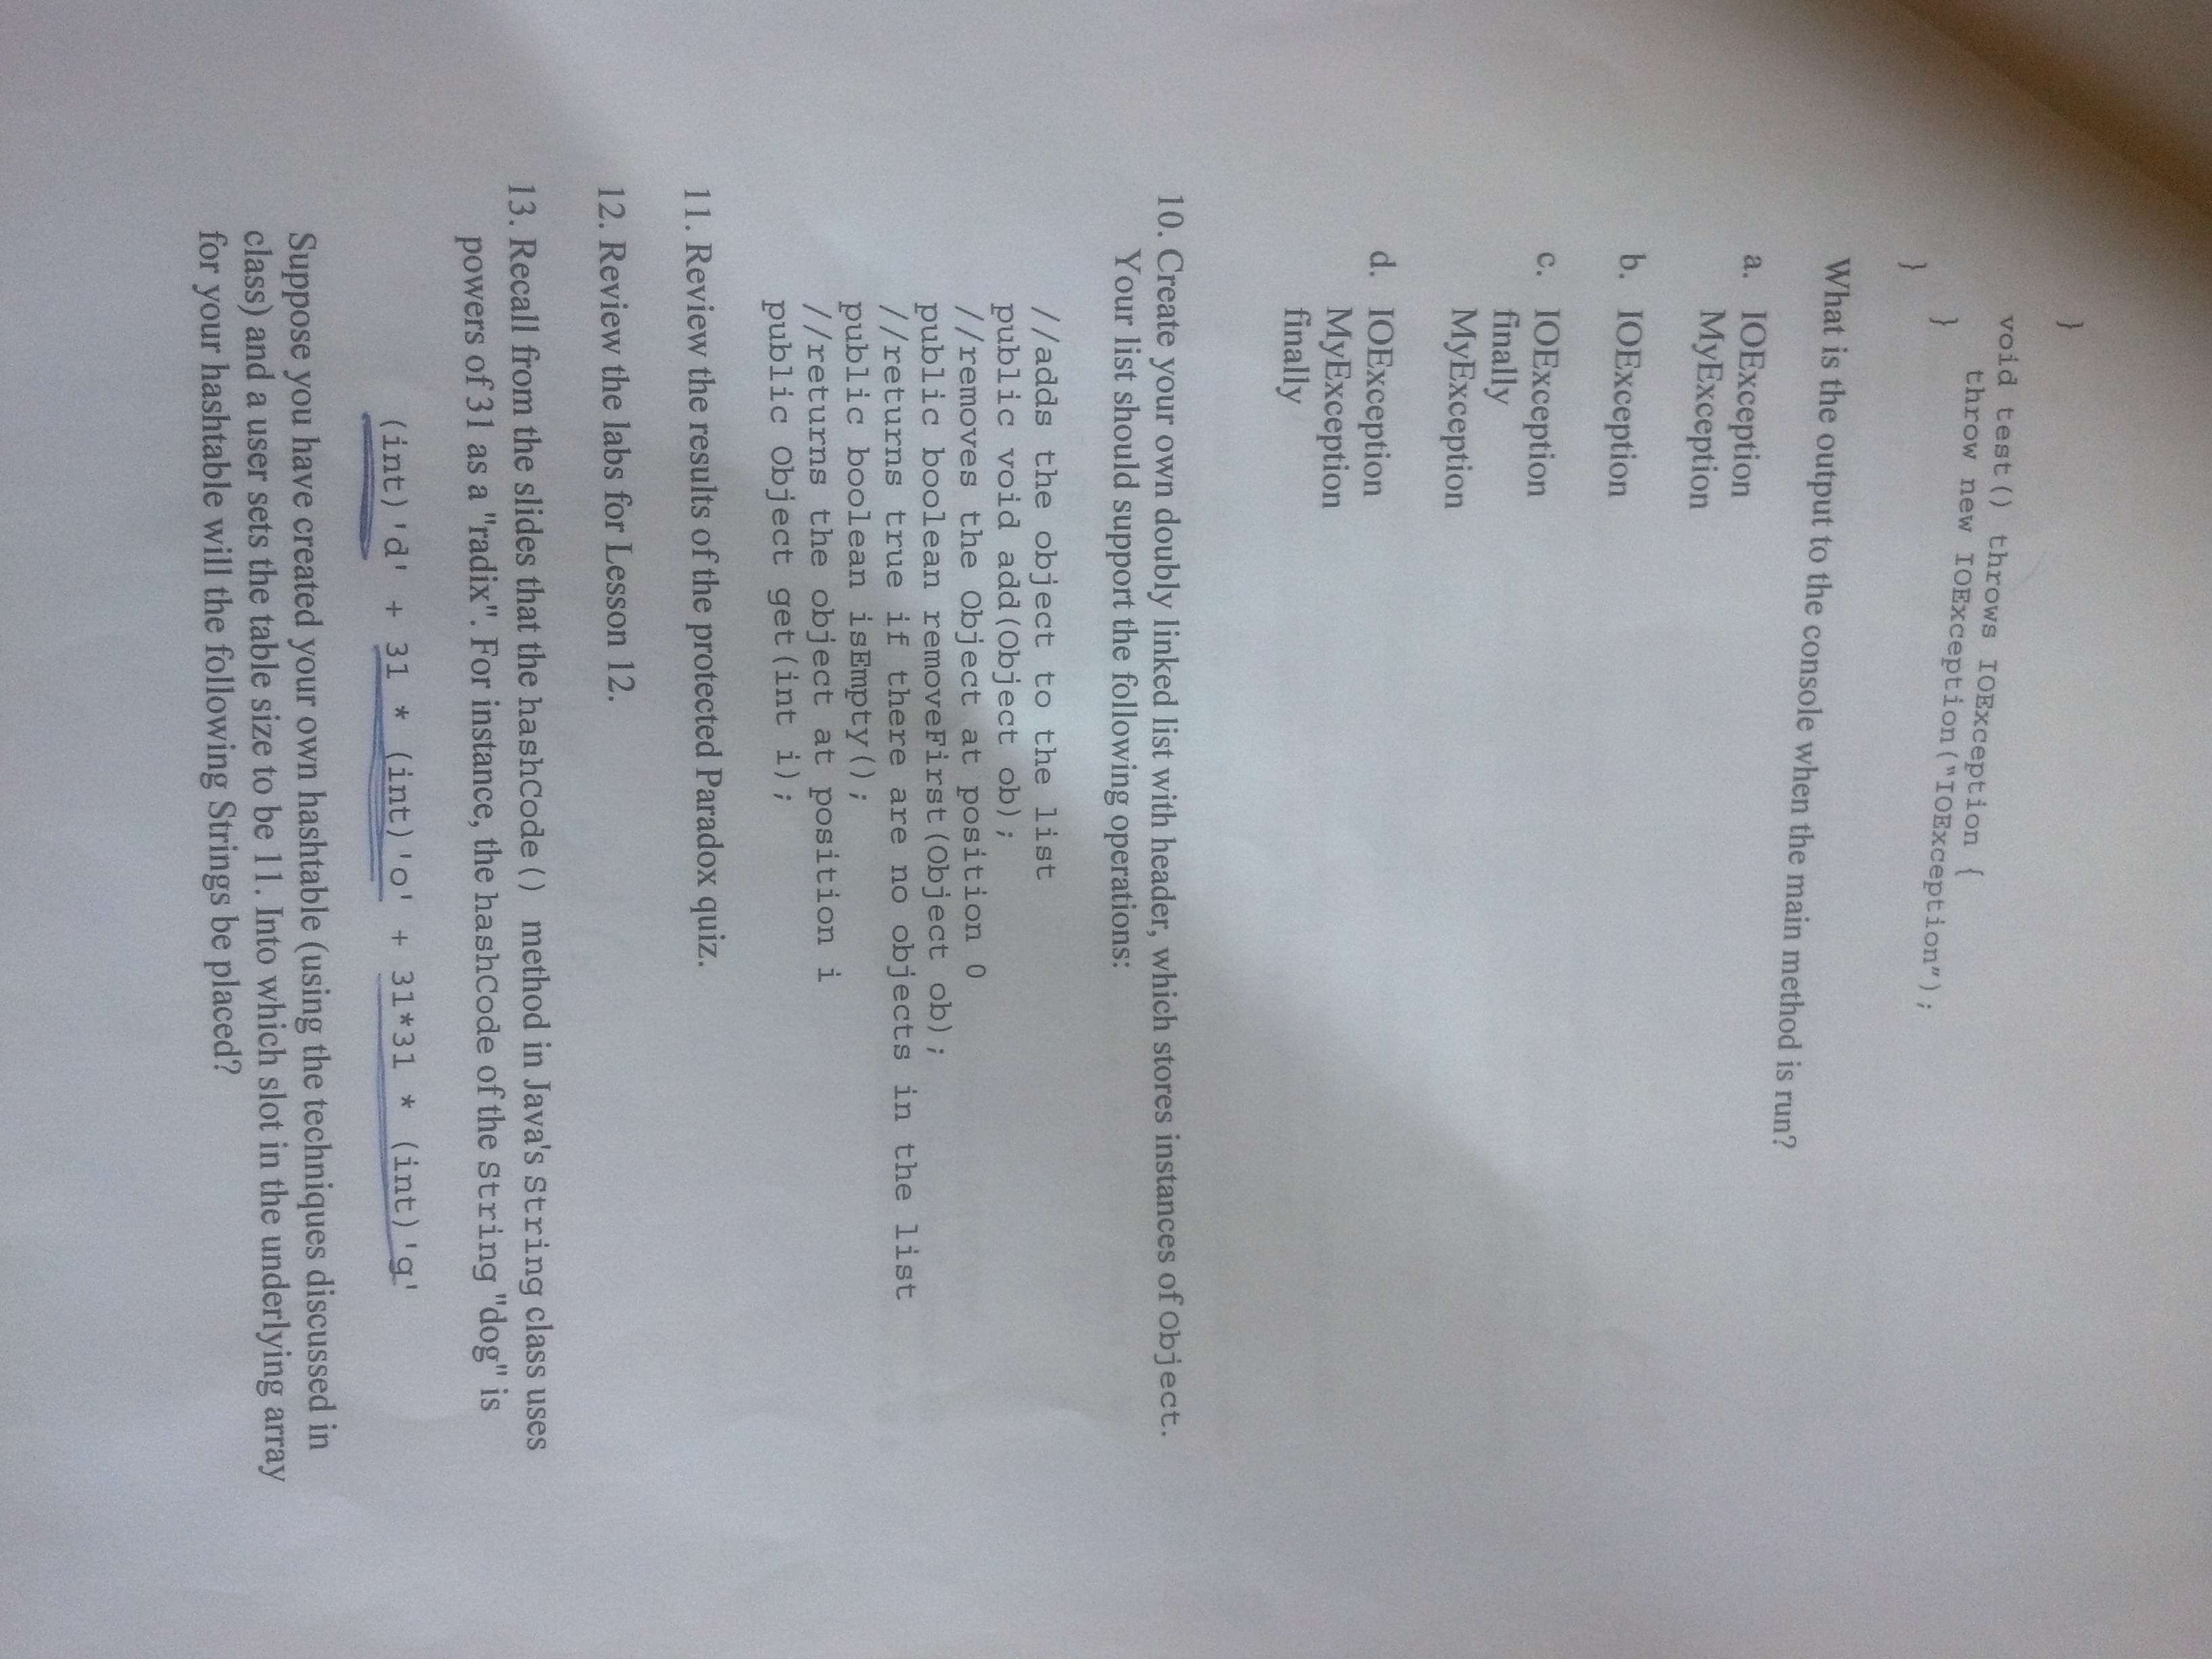 }
void test() throws IOException {
throw new IOException("IOException");
}
}
What is the output to the console when the main method is run?
a. IOException
MyException
b. IOException
c. IOException
finally
MyException
d. IOException
MyException
finally
10. Create your own doubly linked list with header, which stores instances of Object.
Your list should support the following operations:
//adds the object to the list
public void add(Object ob);
//removes the Object at position 0
public boolean removeFirst(Object ob);
//returns true if there are no objects in the list
public boolean isEmpty();
//returns the object at position i
public Object get(int i);
11. Review the results of the protected Paradox quiz.
12. Review the labs for Lesson 12.
13. Recall from the slides that the hashCode() method in Java's String class uses
powers of 31 as a "radix". For instance, the hashCode of the String "dog" is
(int)'d' + 31 * (int)'o' + 31*31 * (int)'g'
Suppose you have created your own hashtable (using the techniques discussed in
class) and a user sets the table size to be 11. Into which slot in the underlying array
for your hashtable will the following Strings be placed?